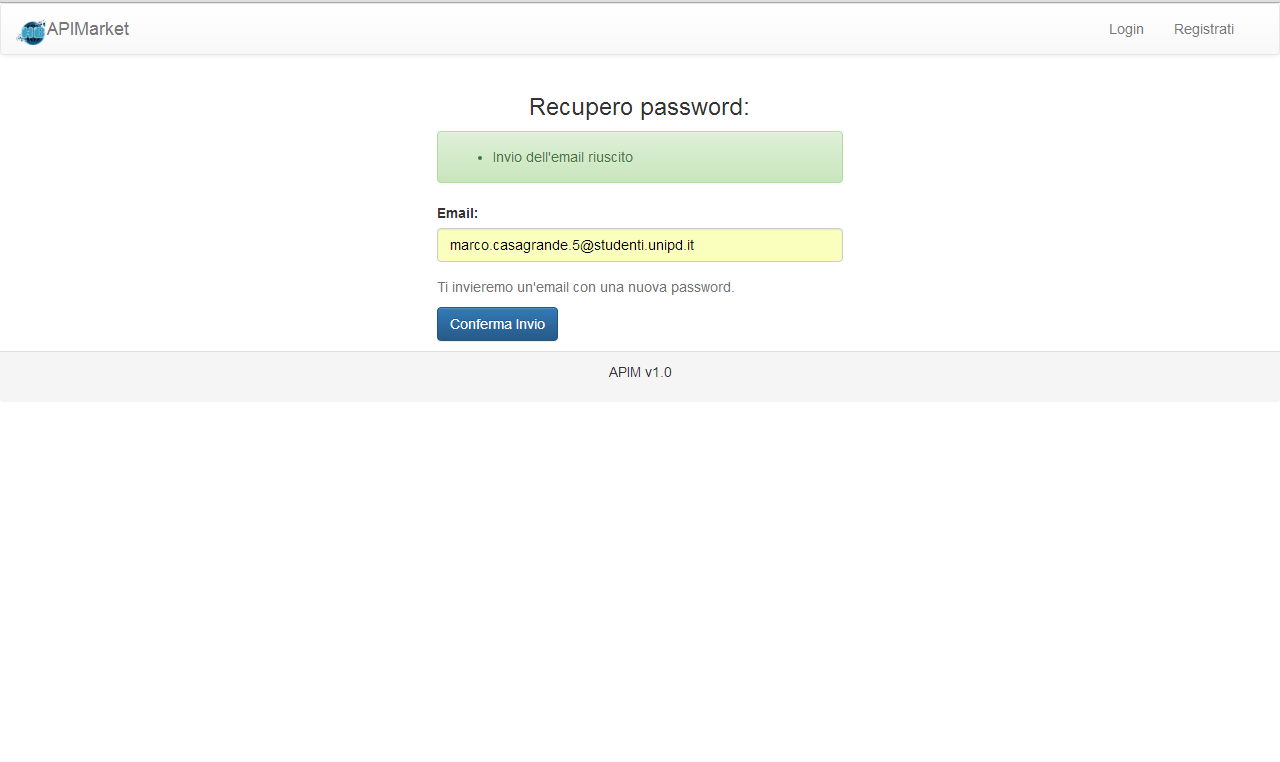 APIMarket
Login
Registrati
Recupero password:
Invio dell'email riuscito
Email:
marco.casagrande.5@studenti.unipd.it
Ti invieremo un'email con una nuova password.
Conferma Invio
APIM v1.0